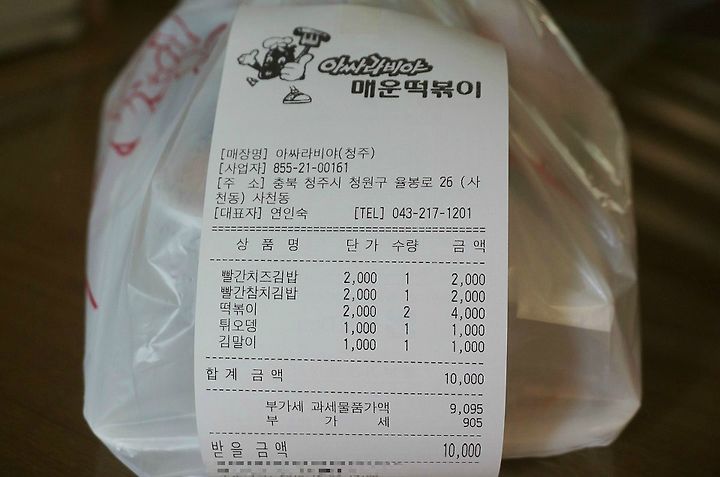 아싸라비아
매운떡볶이
[매장명] 아싸라비아(청주)
[사업자] 855-21-00161
[주 소] 충북 청주시 청원구 율봉로 26 (사
천동) 사천동
[대표자] 연인숙 [TEL] 043-217-1201
상 품 명 단 가 수량 금 액
빨간치즈김밥 2,000 1 2,000
빨간참치김밥 2,000 1 2,000
떡볶이 2,000 2 4,000
튀오뎅 1,000 1 1,000
김말이 1,000 1 1,000
합 계 금 액 10,000
부가세 과세물품가액 9,095
부 가 세 905
받 을 금 액 10,000